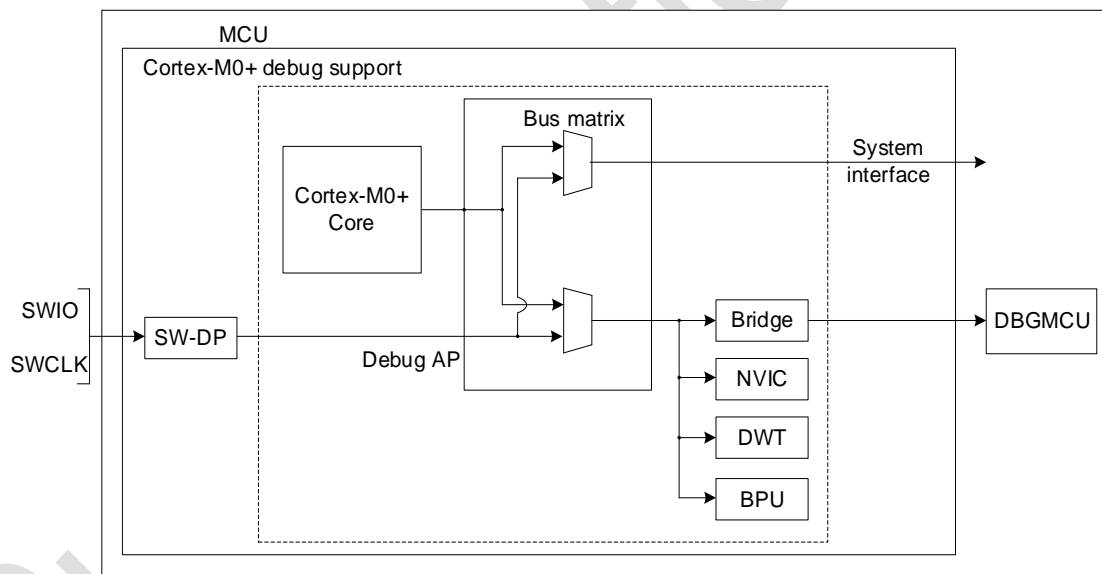 MCU
Cortex-M0+ debug support
Bus matrix
Cortex-M0+
Core
System
interface
SWIO
SWCLK
SW-DP
Debug AP
Bridge
NVIC
DWT
BPU
DBGMCU